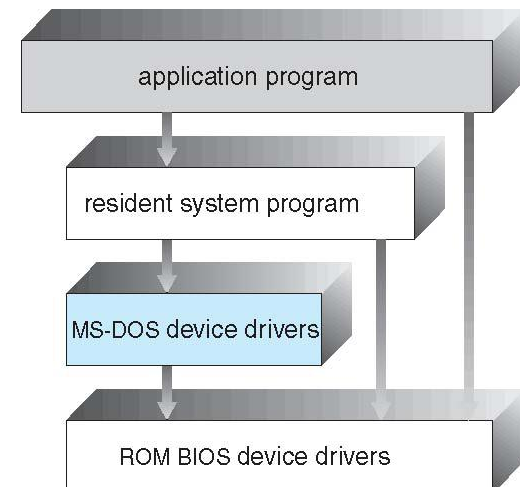 application program
resident system program
MS-DOS device drivers
ROM BIOS device drivers